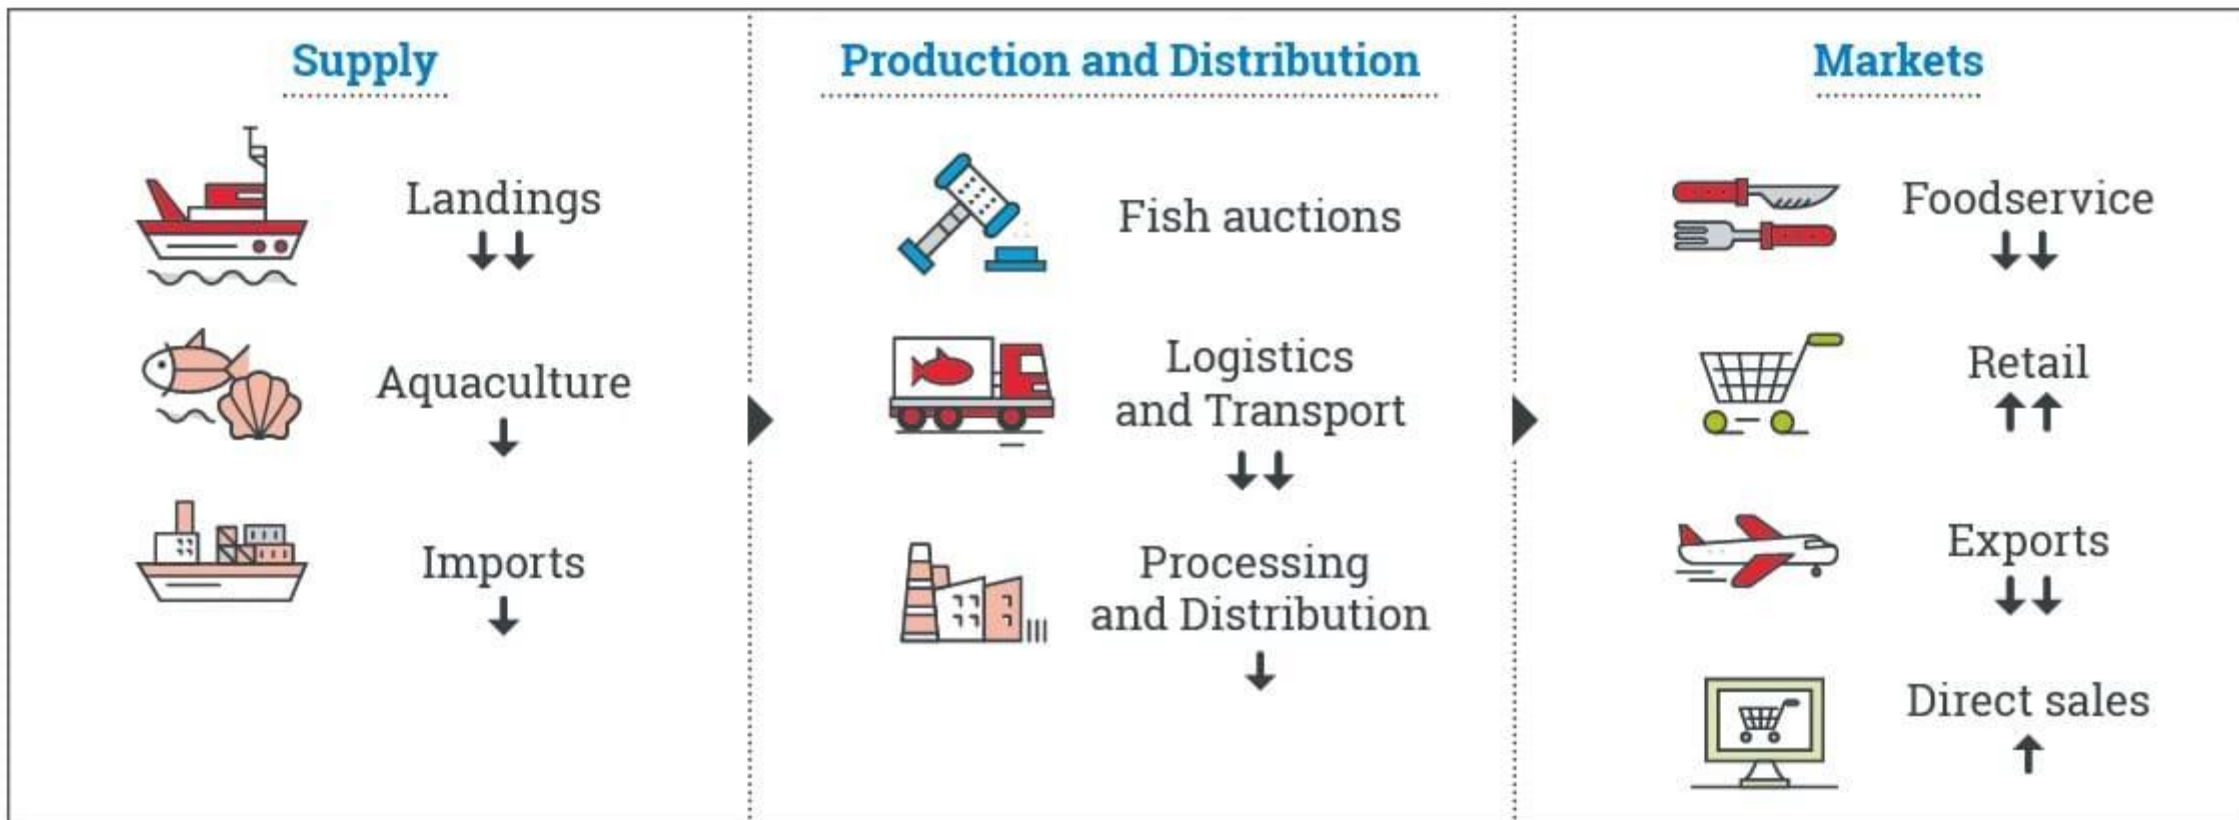 Supply
Landings
↓↓
Aquaculture
↓
Imports
↓
Production and Distribution
Fish auctions
Logistics
and Transport
↓↓
Processing
and Distribution
↓
Markets
Foodservice
↓↓
Retail
↑↑
Exports
↓↓
Direct sales
↑